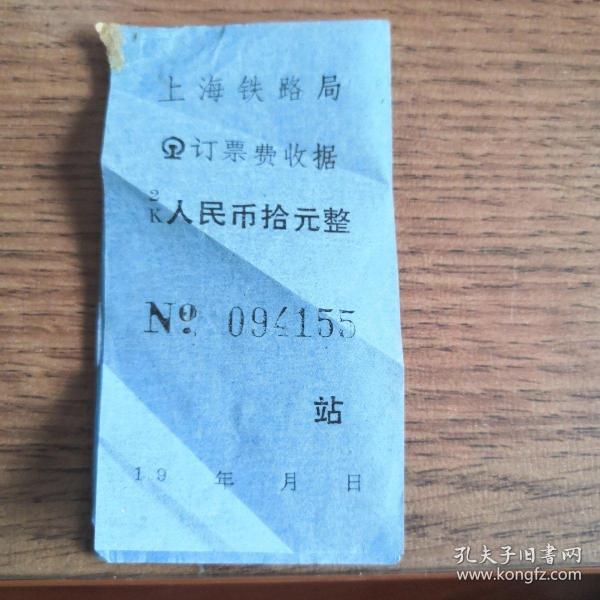 上海铁路局
订票费收据
2
K人民币拾元整
Nº 094155
站
19 年 月 日
孔夫子旧書网
www.kongfz.com